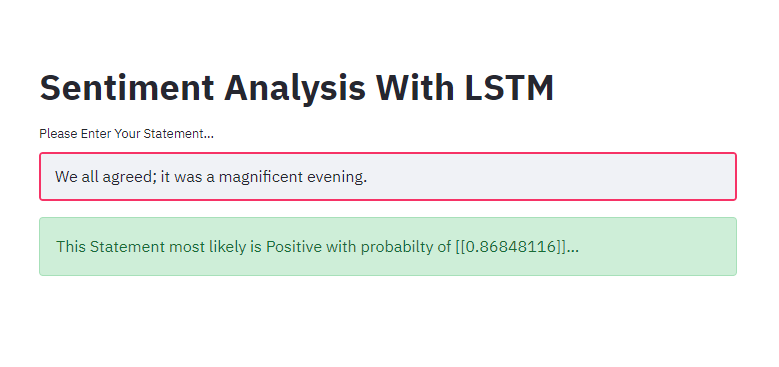 Sentiment Analysis With LSTM
Please Enter Your Statement...
We all agreed; it was a magnificent evening.
This Statement most likely is Positive with probabilty of [[0.86848116]]...